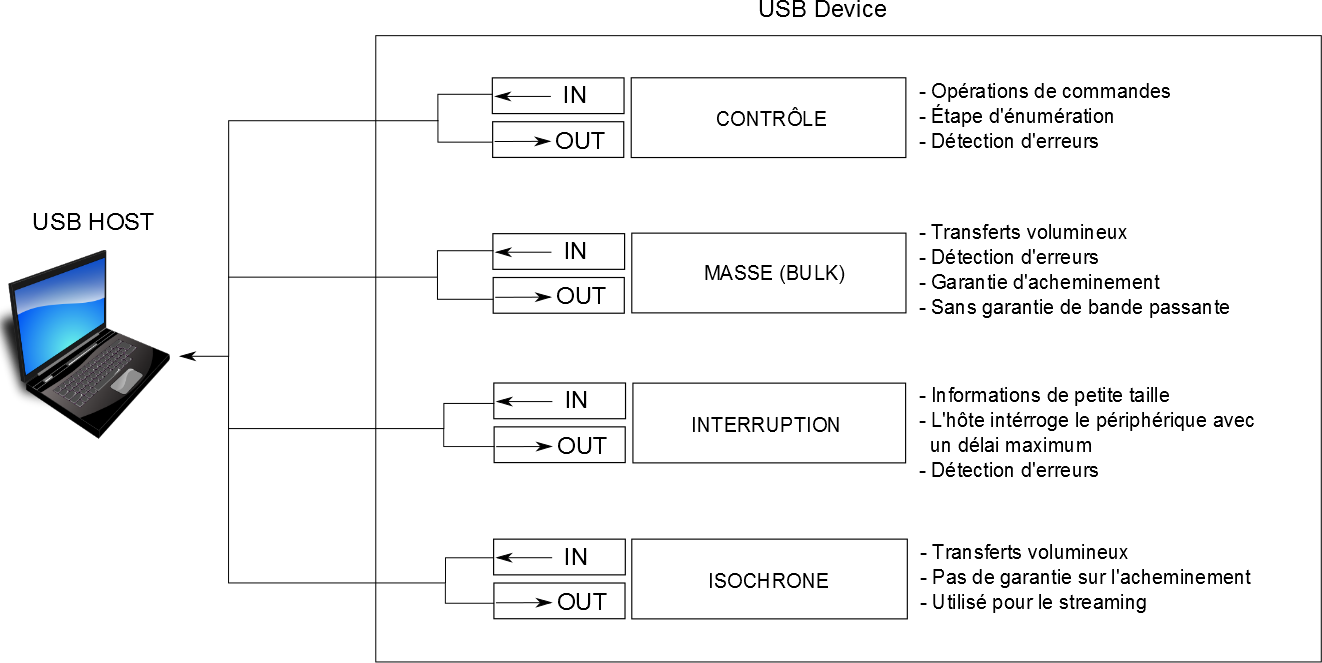 USB Device
IN
OUT
CONTRÔLE
- Opérations de commandes
- Étape d'énumération
- Détection d'erreurs
USB HOST
IN
OUT
MASSE (BULK)
- Transferts volumineux
- Détection d'erreurs
- Garantie d'acheminement
- Sans garantie de bande passante
IN
OUT
INTERRUPTION
- Informations de petite taille
- L'hôte intérroge le périphérique avec
un délai maximum
- Détection d'erreurs
IN
OUT
ISOCHRONE
- Transferts volumineux
- Pas de garantie sur l'acheminement
- Utilisé pour le streaming